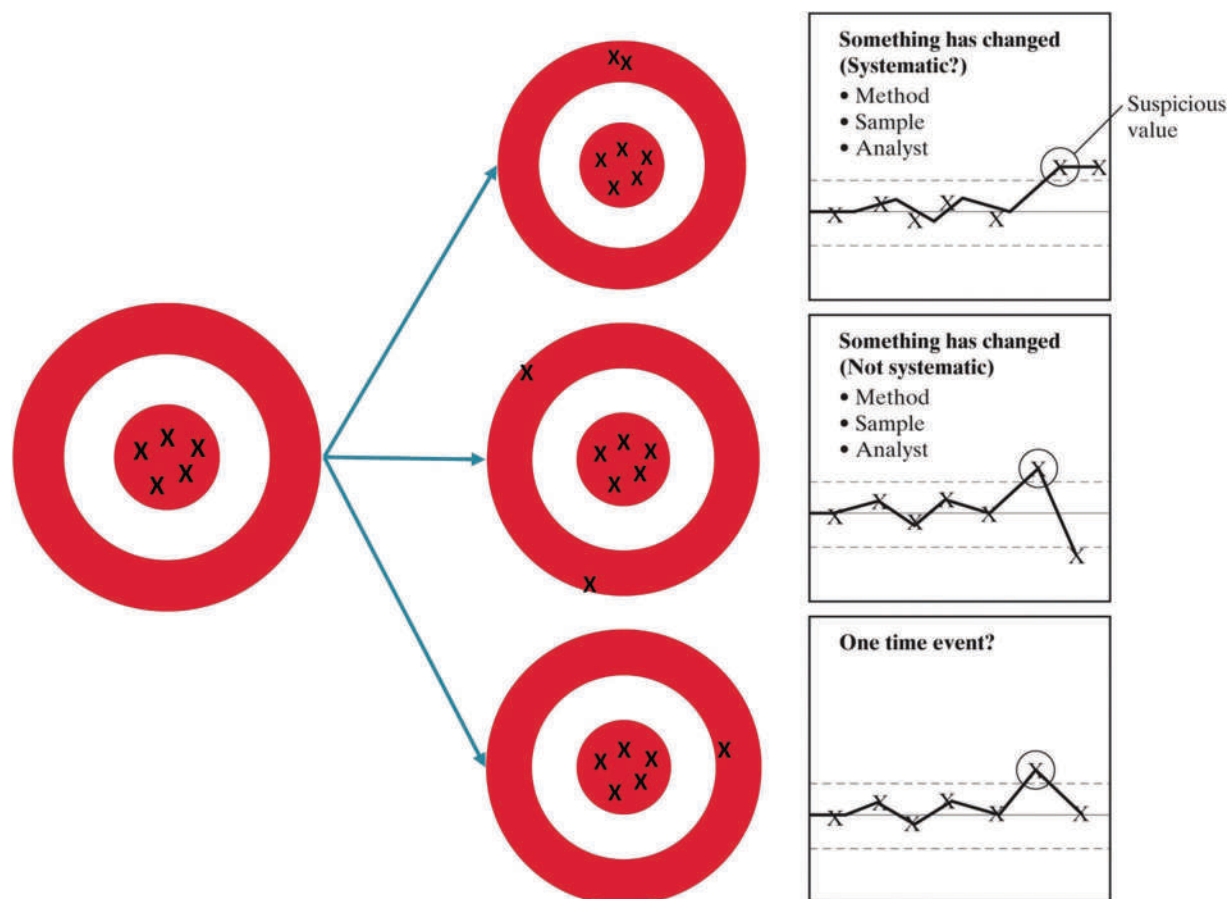 Something has changed
(Systematic?)
• Method
• Sample
• Analyst
Suspicious
value
X X
X X X X X
X X X X X X X
X X X X X
Something has changed
(Not systematic)
• Method
• Sample
• Analyst
X
X X X X X
X
X X X X X X X
One time event?
X X X X X
X
X X X X X X X